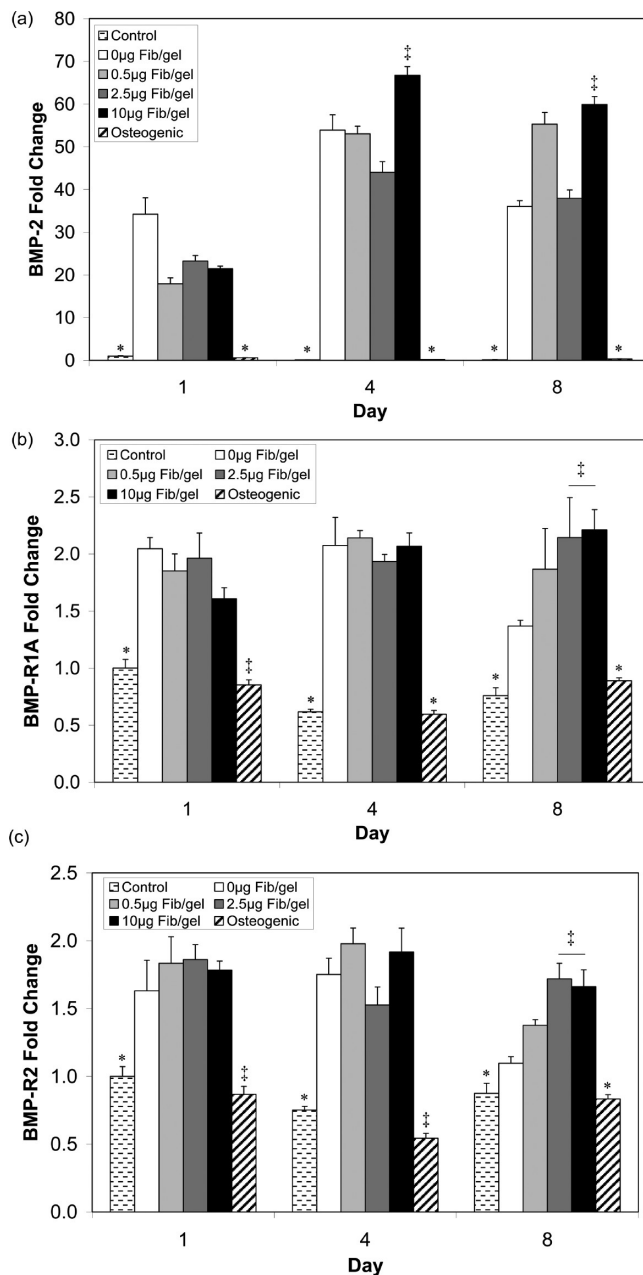 (a)
80
70
60
50
40
30
20
10
0
BMP-2 Fold Change
Control
0µg Fib/gel
0.5µg Fib/gel
2.5µg Fib/gel
10µg Fib/gel
Osteogenic
* * * ‡ * * ‡ *
1 4 8
Day
(b)
3.0
2.5
2.0
1.5
1.0
0.5
0.0
BMP-R1A Fold Change
Control 0µg Fib/gel
0.5µg Fib/gel 2.5µg Fib/gel
10µg Fib/gel Osteogenic
* ‡ * * * ‡ *
1 4 8
Day
(c)
2.5
2.0
1.5
1.0
0.5
0.0
BMP-R2 Fold Change
Control 0µg Fib/gel
0.5µg Fib/gel 2.5µg Fib/gel
10µg Fib/gel Osteogenic
* ‡ * ‡ * ‡ *
1 4 8
Day